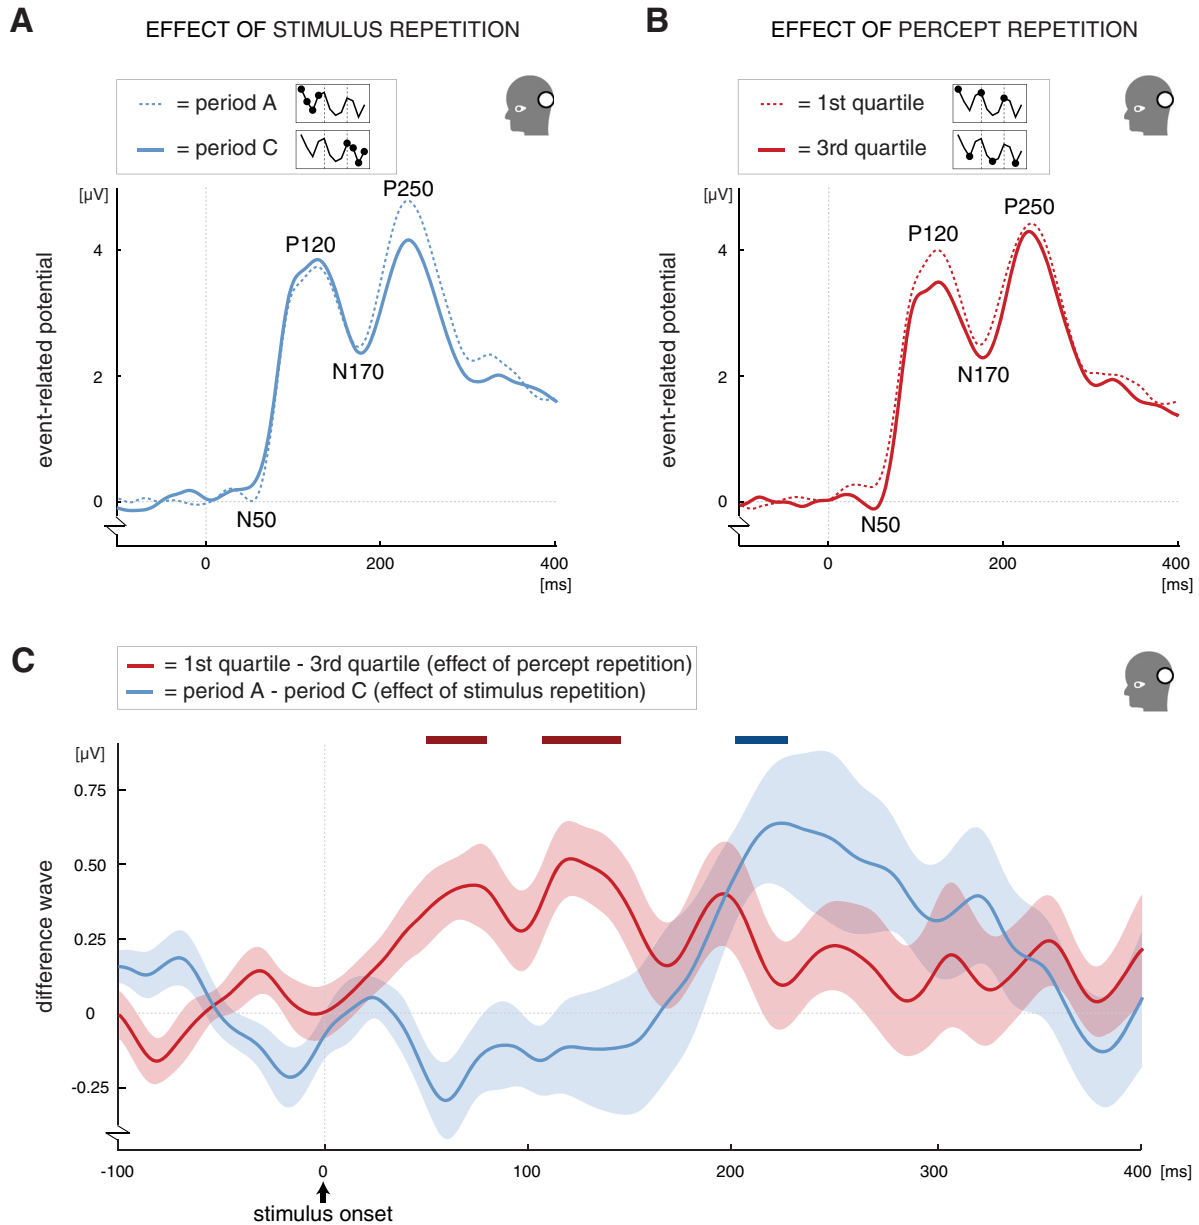 A
EFFECT OF STIMULUS REPETITION
= period A
= period C
[µV]
P250
P120
N170
N50
event-related potential
4
2
0
0
200
400
[ms]
B
EFFECT OF PERCEPT REPETITION
= 1st quartile
= 3rd quartile
[µV]
P250
P120
N170
N50
event-related potential
4
2
0
0
200
400
[ms]
C
= 1st quartile - 3rd quartile (effect of percept repetition)
= period A - period C (effect of stimulus repetition)
[µV]
difference wave
0.75
0.50
0.25
0
-0.25
-100
0
100
200
300
400
[ms]
stimulus onset